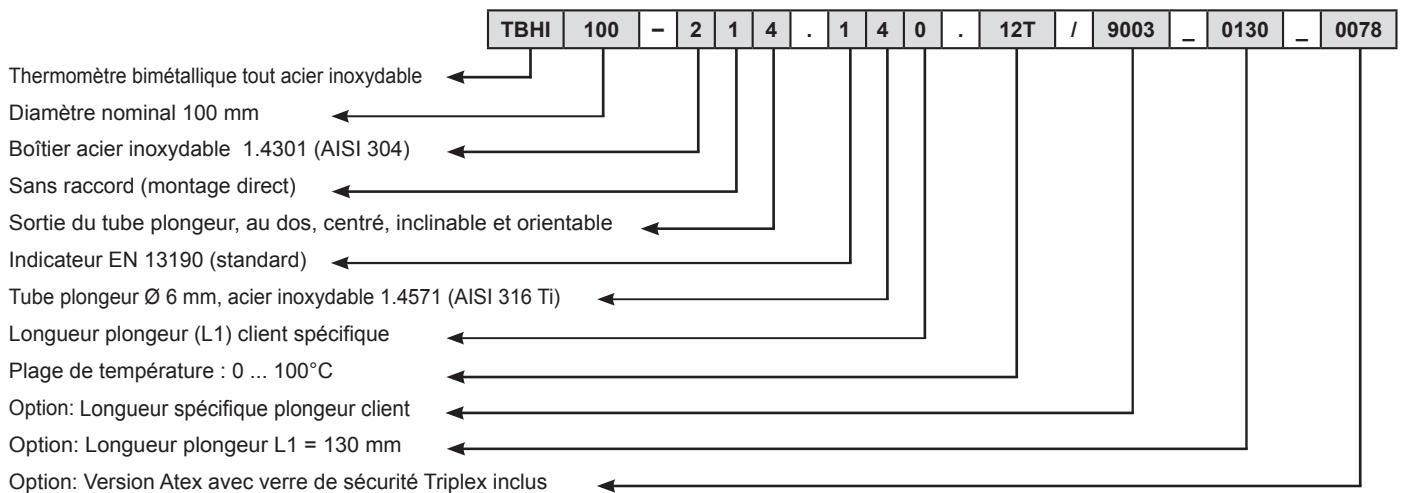 TBHI 100 – 2 1 4 . 1 4 0 . 12T / 9003 _ 0130 _ 0078
Thermomètre bimétallique tout acier inoxydable
Diamètre nominal 100 mm
Boîtier acier inoxydable 1.4301 (AISI 304)
Sans raccord (montage direct)
Sortie du tube plongeur, au dos, centré, inclinable et orientable
Indicateur EN 13190 (standard)
Tube plongeur Ø 6 mm, acier inoxydable 1.4571 (AISI 316 Ti)
Longueur plongeur (L1) client spécifique
Plage de température : 0 ... 100°C
Option: Longueur spécifique plongeur client
Option: Longueur plongeur L1 = 130 mm
Option: Version Atex avec verre de sécurité Triplex inclus